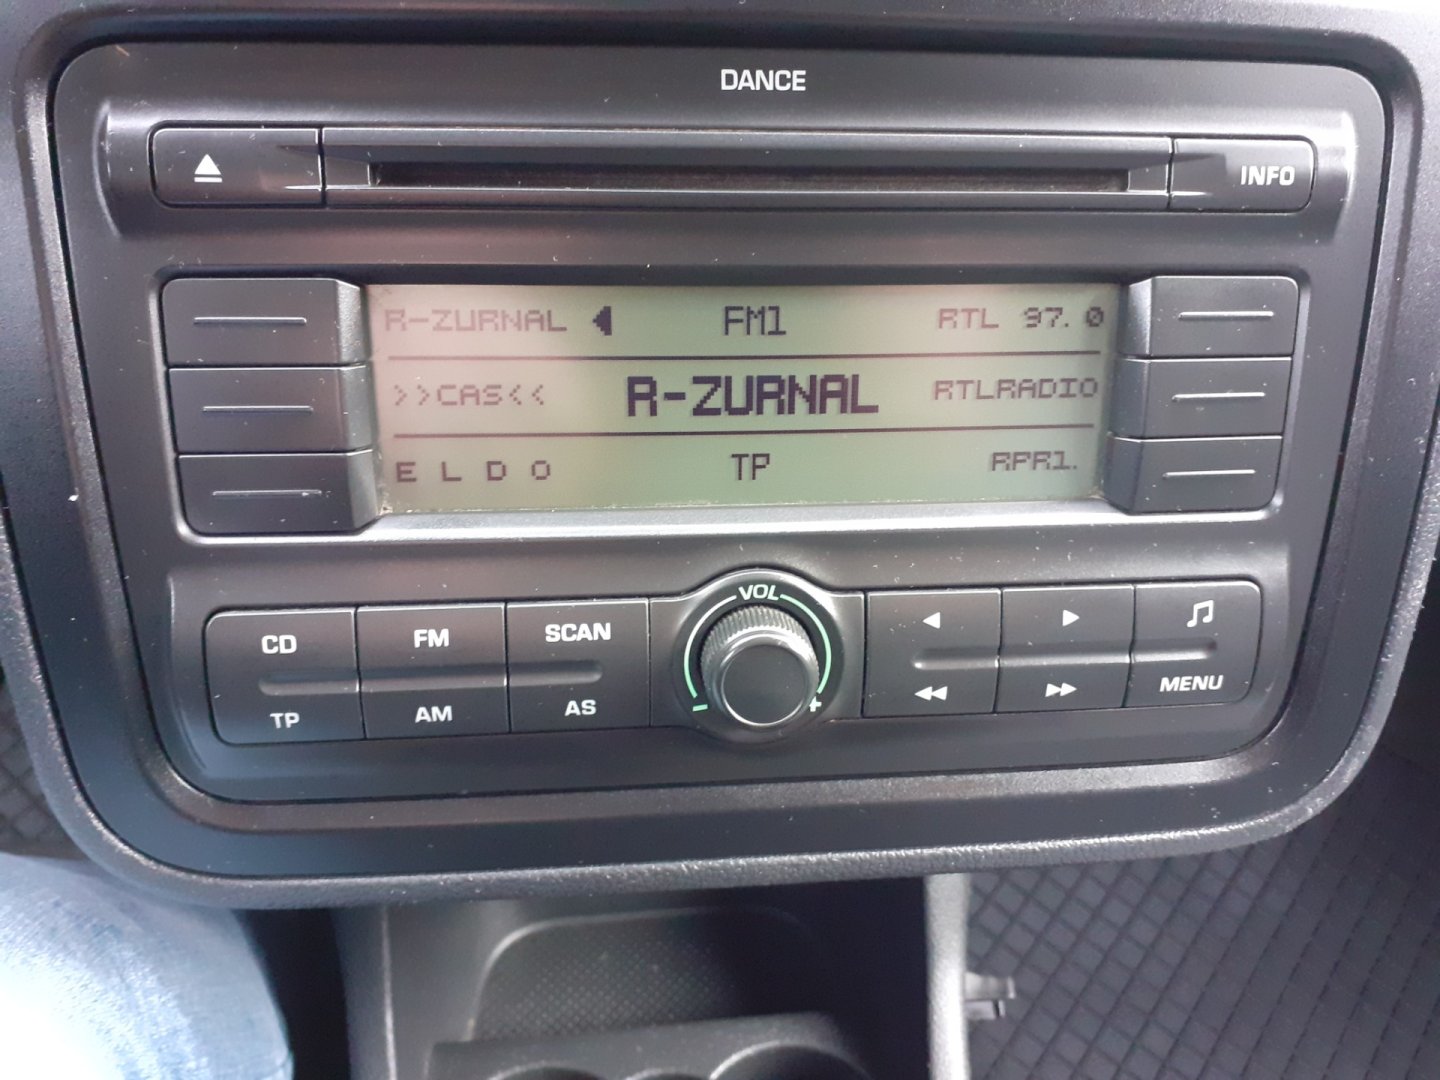 DANCE
INFO
R-ZURNAL FM1 RTL 97.0
>>CAS<< R-ZURNAL RTLRADIO
E L D O TP RPR1.
VOL
CD FM SCAN
TP AM AS
- +
MENU